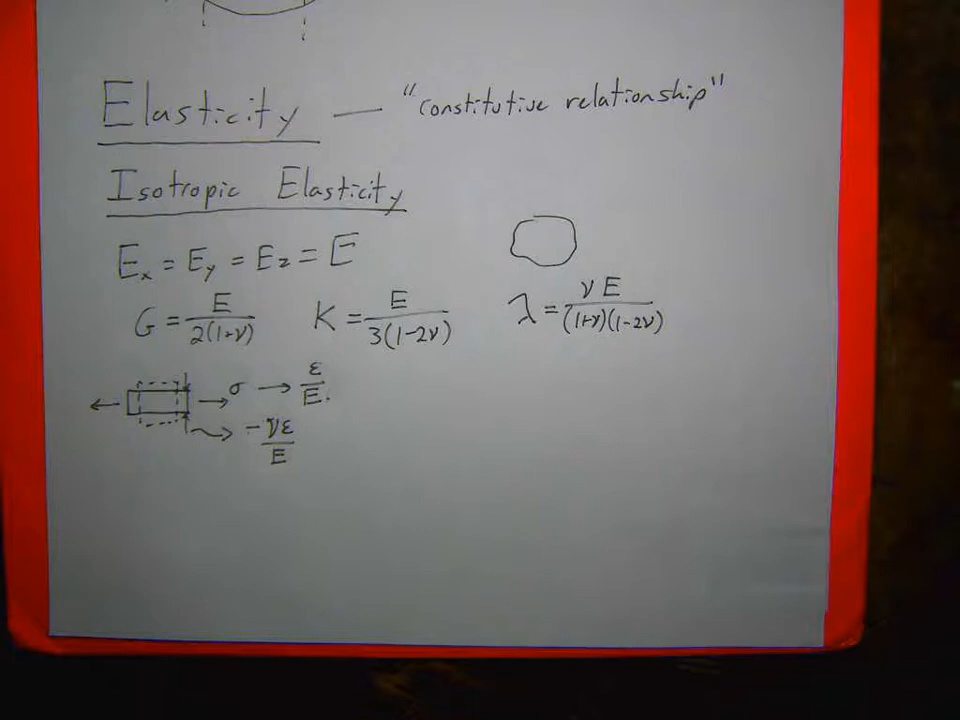 Elasticity — "constitutive relationship"
Isotropic Elasticity
Ex = Ey = Ez = E
G = E / 2(1+ν) K = E / 3(1-2ν) λ = νE / (1+ν)(1-2ν)
← → σ → ε / E.
→ -νε / E